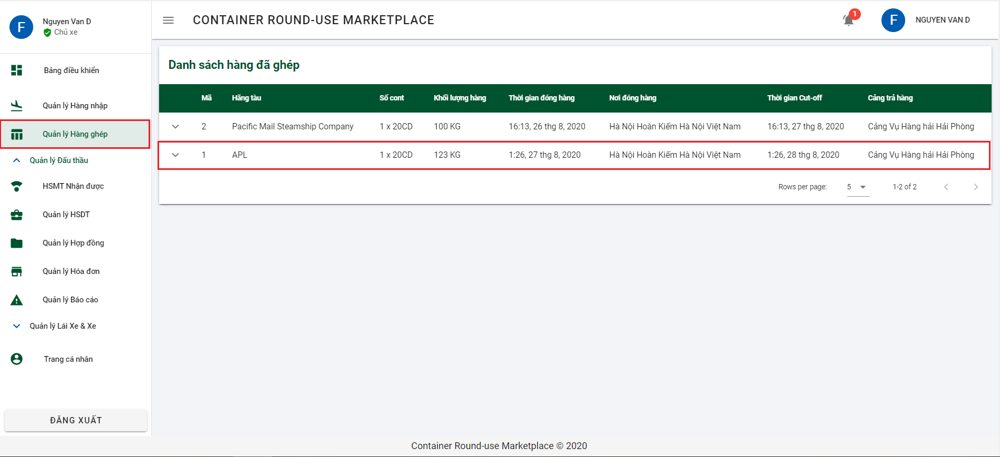 F
Nguyen Van D
Chủ xe
CONTAINER ROUND-USE MARKETPLACE
1
F
NGUYEN VAN D
Bảng điều khiển
Quản lý Hàng nhập
Quản lý Hàng ghép
Quản lý Đấu thầu
HSMT Nhận được
Quản lý HSDT
Quản lý Hợp đồng
Quản lý Hóa đơn
Quản lý Báo cáo
Quản lý Lái Xe & Xe
Trang cá nhân
ĐĂNG XUẤT
Danh sách hàng đã ghép
Mã Hãng tàu Số cont Khối lượng hàng Thời gian đóng hàng Nơi đóng hàng Thời gian Cut-off Cảng trả hàng
2 Pacific Mail Steamship Company 1 x 20CD 100 KG 16:13, 26 thg 8, 2020 Hà Nội Hoàn Kiếm Hà Nội Việt Nam 16:13, 27 thg 8, 2020 Cảng Vụ Hàng hải Hải Phòng
1 APL 1 x 20CD 123 KG 1:26, 27 thg 8, 2020 Hà Nội Hoàn Kiếm Hà Nội Việt Nam 1:26, 28 thg 8, 2020 Cảng Vụ Hàng hải Hải Phòng
Rows per page: 5 1-2 of 2
Container Round-use Marketplace © 2020